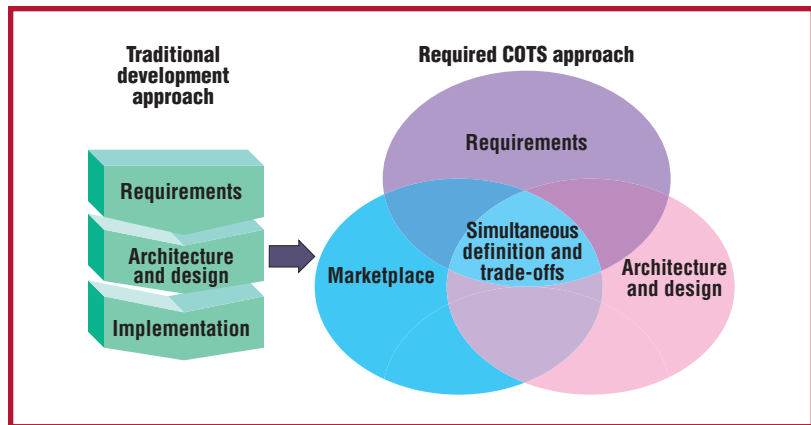 Traditional
development
approach
Requirements
Architecture
and design
Implementation
Required COTS approach
Requirements
Marketplace
Simultaneous
definition and
trade-offs
Architecture
and design